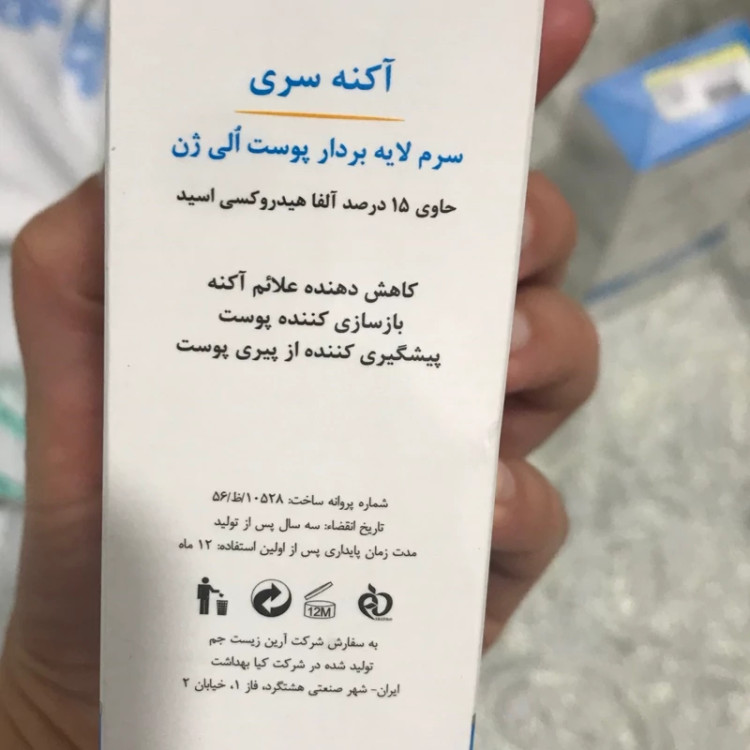 آکنه سری
سرم لایه بردار پوست اُلی ژن
حاوی ۱۵ درصد آلفا هیدروکسی اسید
کاهش دهنده علائم آکنه
بازسازی کننده پوست
پیشگیری کننده از پیری پوست
شماره پروانه ساخت: ۵۶/ظ/۱۰۵۲۸
تاریخ انقضاء: سه سال پس از تولید
مدت زمان پایداری پس از اولین استفاده: ۱۲ ماه
12M
به سفارش شرکت آرین زیست جم
تولید شده در شرکت کیا بهداشت
ایران- شهر صنعتی هشتگرد، فاز ۱، خیابان ۲